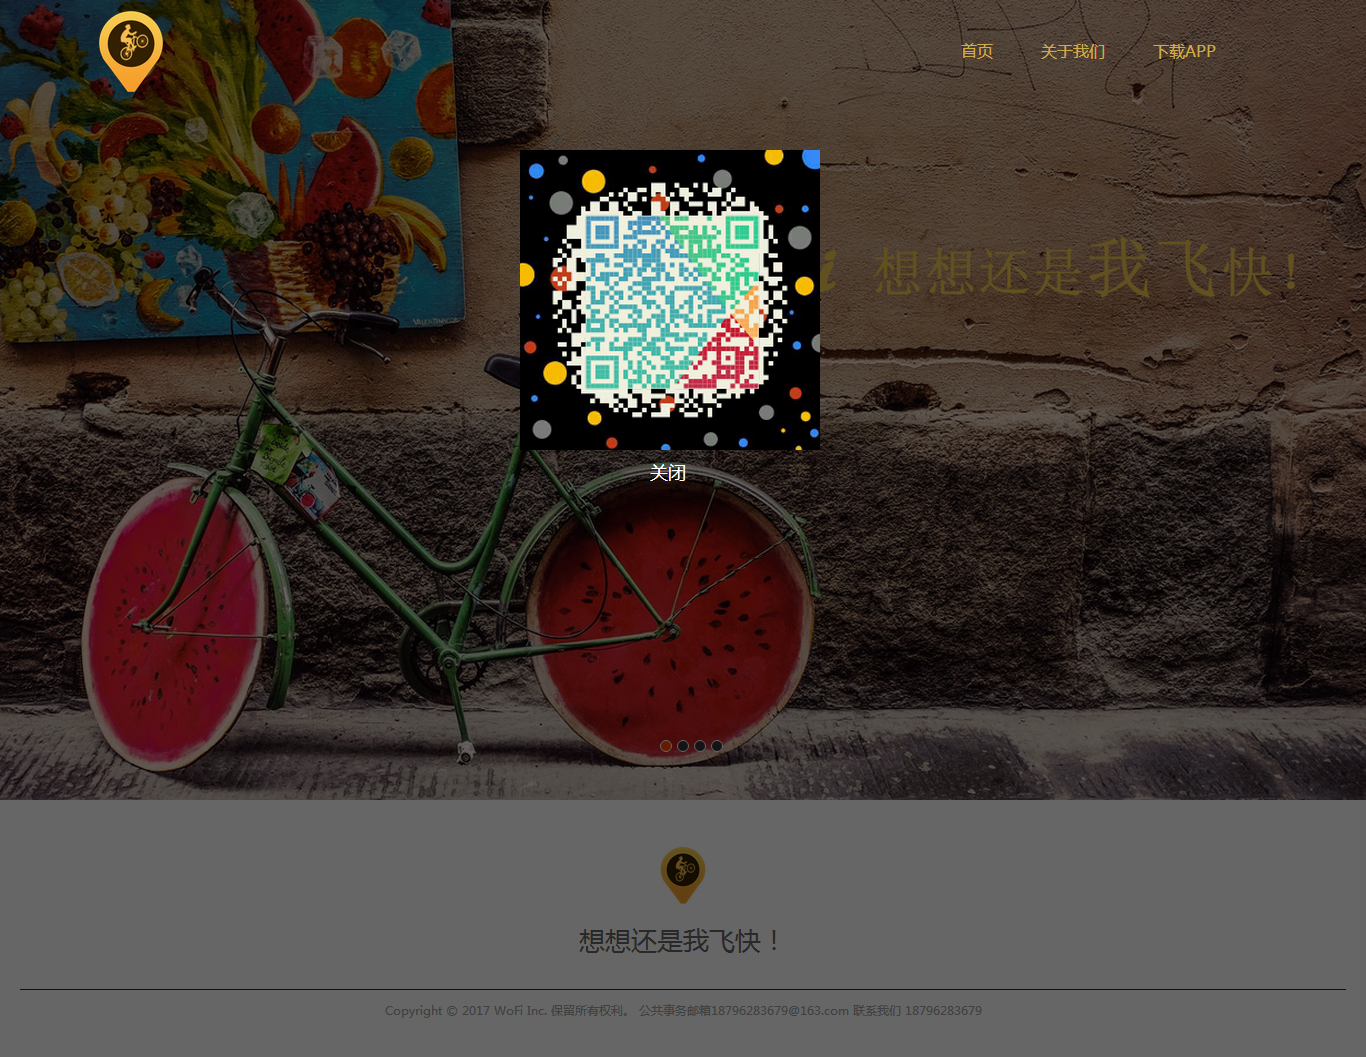 首页 关于我们 下载APP
i 想想还是我飞快!
VALENTINA
关闭
想想还是我飞快！
Copyright © 2017 WoFi Inc. 保留所有权利。 公共事务邮箱18796283679@163.com 联系我们 18796283679